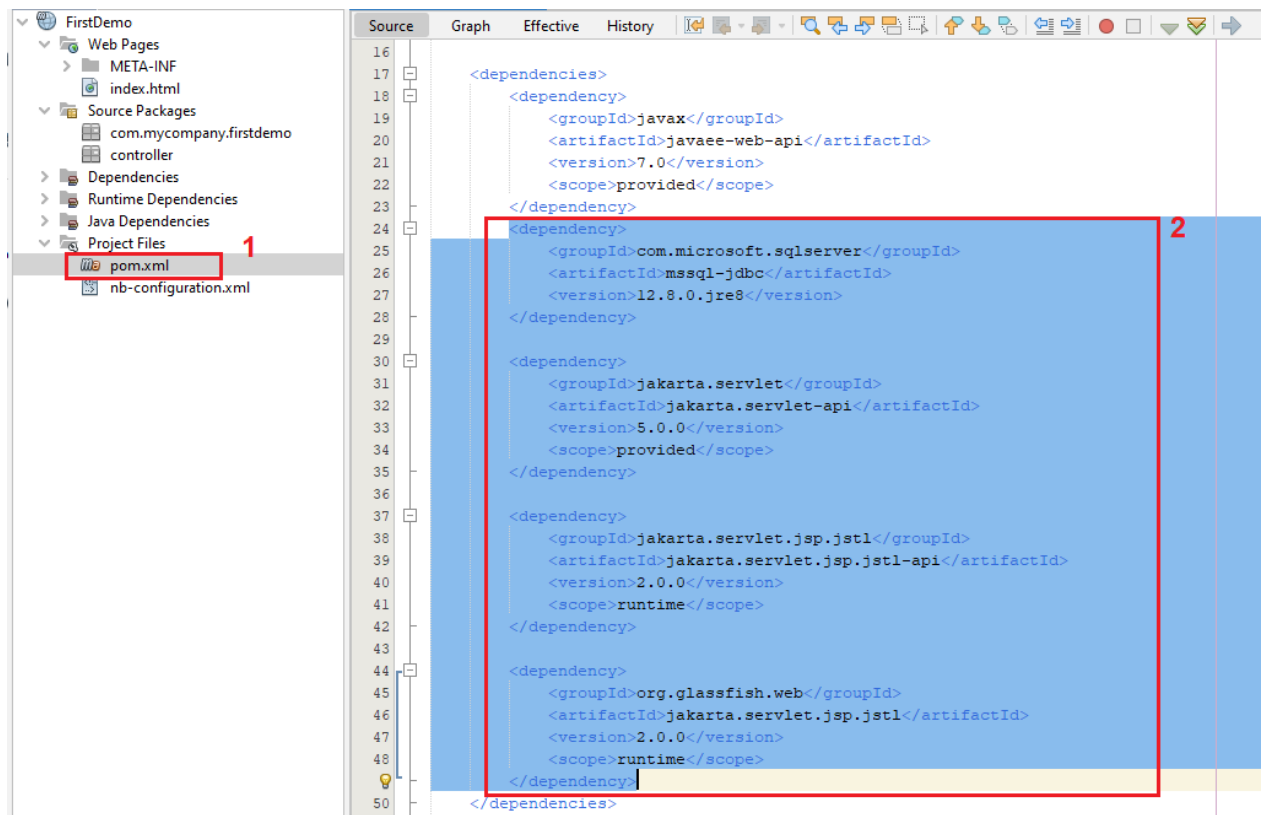 FirstDemo
Web Pages
META-INF
index.html
Source Packages
com.mycompany.firstdemo
controller
Dependencies
Runtime Dependencies
Java Dependencies
Project Files
1
pom.xml
nb-configuration.xml
Source Graph Effective History
16
17 <dependencies>
18 <dependency>
19 <groupId>javax</groupId>
20 <artifactId>javaee-web-api</artifactId>
21 <version>7.0</version>
22 <scope>provided</scope>
23 </dependency>
2
24 <dependency>
25 <groupId>com.microsoft.sqlserver</groupId>
26 <artifactId>mssql-jdbc</artifactId>
27 <version>12.8.0.jre8</version>
28 </dependency>
29
30 <dependency>
31 <groupId>jakarta.servlet</groupId>
32 <artifactId>jakarta.servlet-api</artifactId>
33 <version>5.0.0</version>
34 <scope>provided</scope>
35 </dependency>
36
37 <dependency>
38 <groupId>jakarta.servlet.jsp.jstl</groupId>
39 <artifactId>jakarta.servlet.jsp.jstl-api</artifactId>
40 <version>2.0.0</version>
41 <scope>runtime</scope>
42 </dependency>
43
44 <dependency>
45 <groupId>org.glassfish.web</groupId>
46 <artifactId>jakarta.servlet.jsp.jstl</artifactId>
47 <version>2.0.0</version>
48 <scope>runtime</scope>
</dependency>
50 </dependencies>